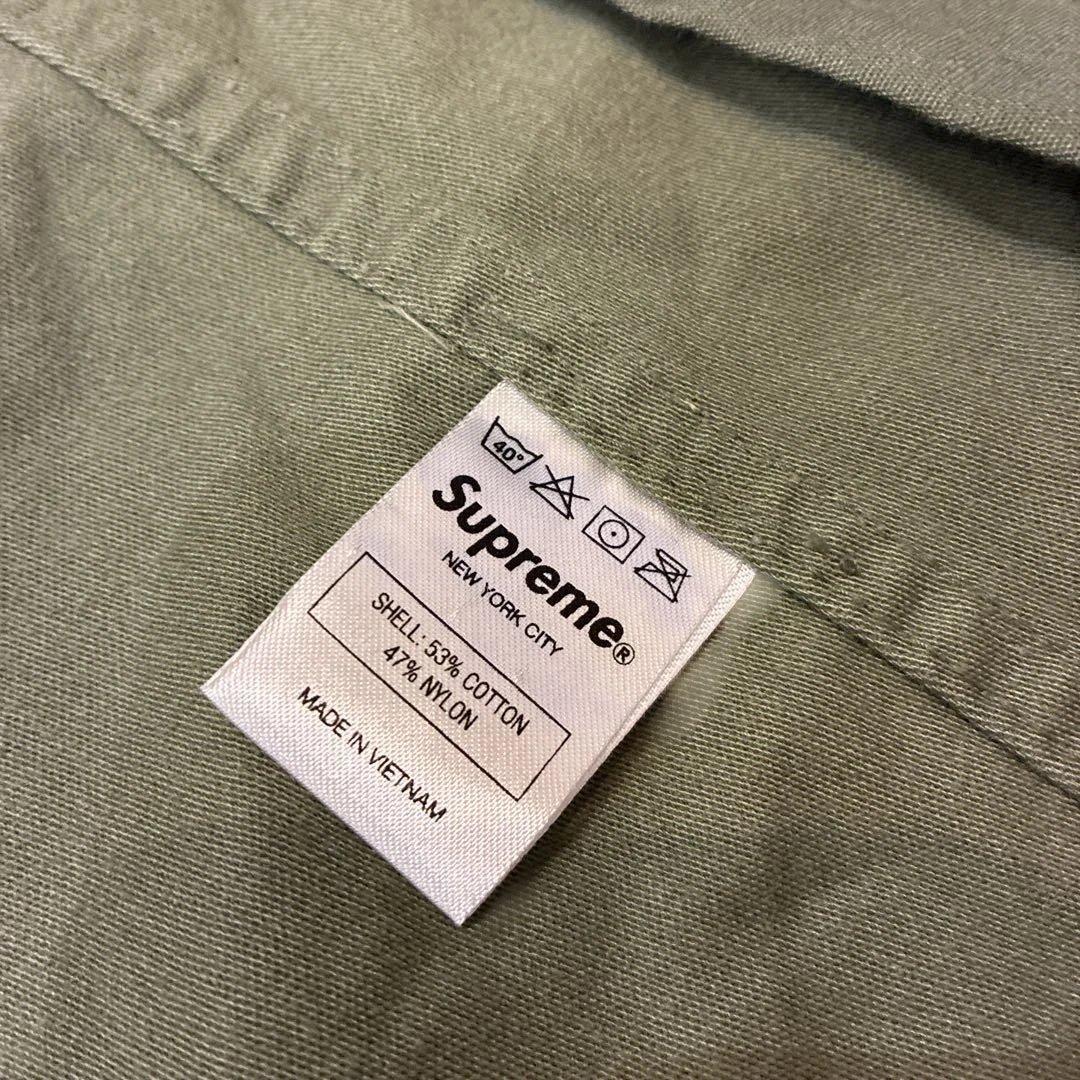 40°
Supreme®
NEW YORK CITY
SHELL: 53% COTTON
47% NYLON
MADE IN VIETNAM